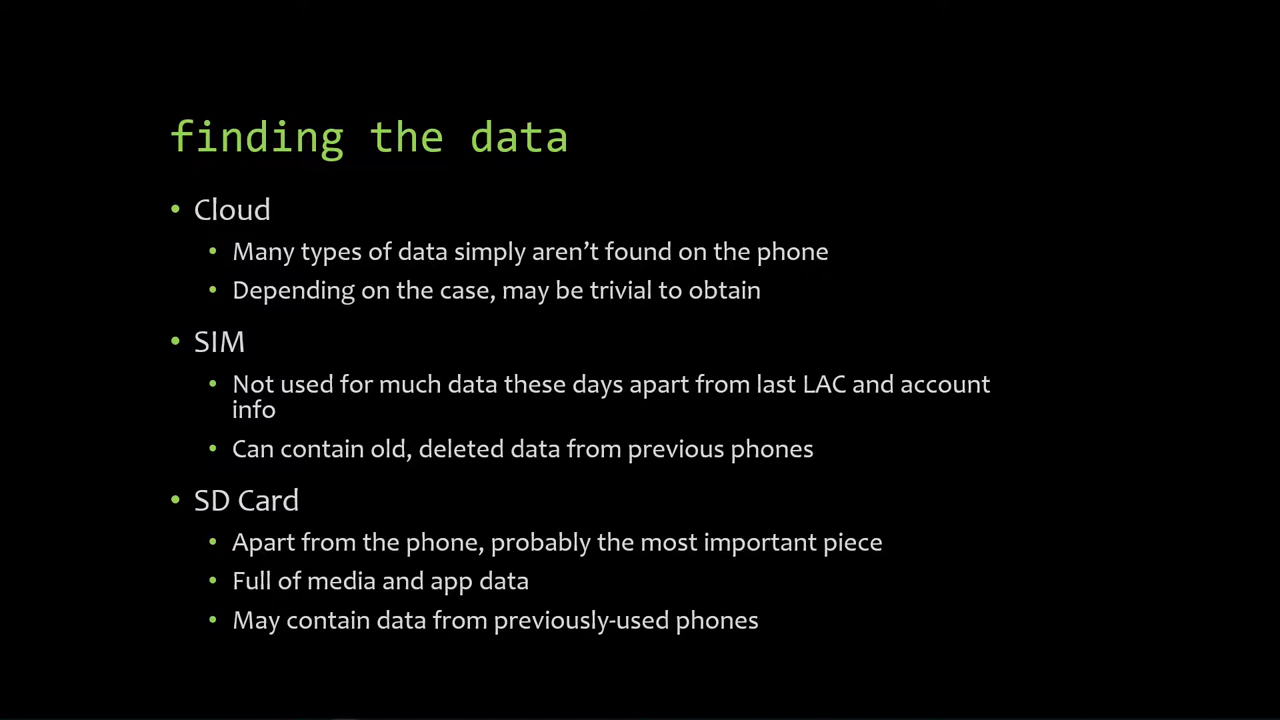 finding the data
• Cloud
• Many types of data simply aren’t found on the phone
• Depending on the case, may be trivial to obtain
• SIM
• Not used for much data these days apart from last LAC and account
info
• Can contain old, deleted data from previous phones
• SD Card
• Apart from the phone, probably the most important piece
• Full of media and app data
• May contain data from previously-used phones